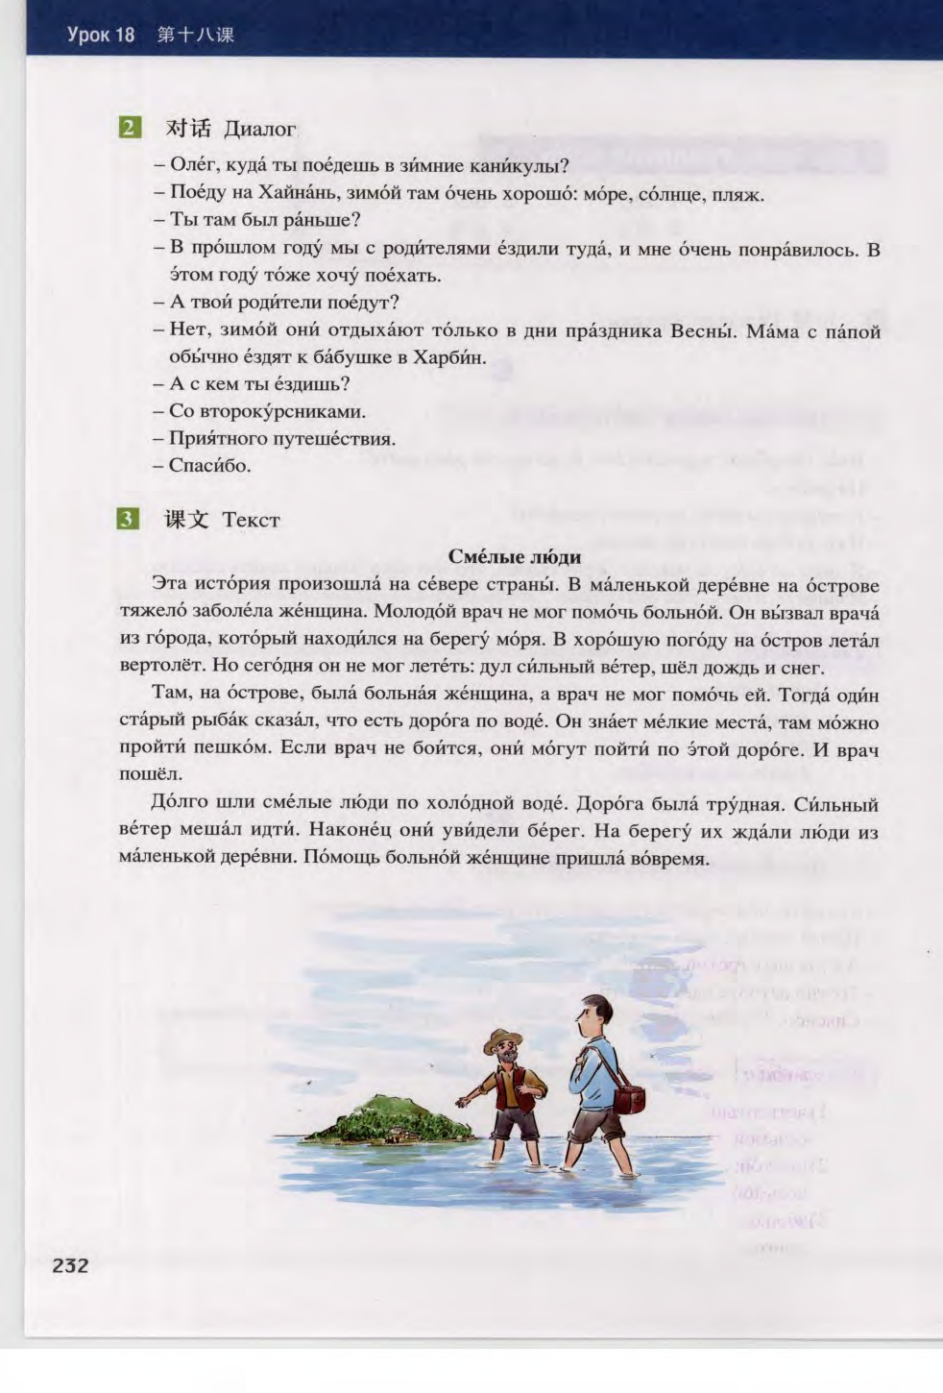 Урок 18 第十八课
2 对话 Диалог
– Оле́г, куда́ ты пое́дешь в зи́мние кани́кулы?
– Пое́ду на Хайна́нь, зимо́й там о́чень хорошо́: мо́ре, со́лнце, пляж.
– Ты там был ра́ньше?
– В про́шлом году́ мы с роди́телями е́здили туда́, и мне о́чень понра́вилось. В
э́том году́ то́же хочу́ пое́хать.
– А твои́ роди́тели пое́дут?
– Нет, зимо́й они́ отдыха́ют то́лько в дни пра́здника Весны́. Ма́ма с па́пой
обы́чно е́здят к ба́бушке в Харби́н.
– А с кем ты е́здишь?
– Со второку́рсниками.
– Прия́тного путеше́ствия.
– Спаси́бо.
3 课文 Текст
Сме́лые лю́ди
Эта исто́рия произошла́ на се́вере страны́. В ма́ленькой дере́вне на о́строве
тяжело́ заболе́ла же́нщина. Молодо́й врач не мог помо́чь больно́й. Он вы́звал врача́
из го́рода, кото́рый находи́лся на берегу́ мо́ря. В хоро́шую пого́ду на о́стров лета́л
вертолёт. Но сего́дня он не мог лете́ть: дул си́льный ве́тер, шёл дождь и снег.
Там, на о́строве, была́ больна́я же́нщина, а врач не мог помо́чь ей. Тогда́ оди́н
ста́рый рыба́к сказа́л, что есть доро́га по воде́. Он зна́ет ме́лкие места́, там мо́жно
пройти́ пешко́м. Если врач не бои́тся, они́ мо́гут пойти́ по э́той доро́ге. И врач
пошёл.
До́лго шли сме́лые лю́ди по холо́дной воде́. Доро́га была́ тру́дная. Си́льный
ве́тер меша́л идти́. Наконе́ц они́ уви́дели бе́рег. На берегу́ их жда́ли лю́ди из
ма́ленькой дере́вни. По́мощь больно́й же́нщине пришла́ во́время.
232